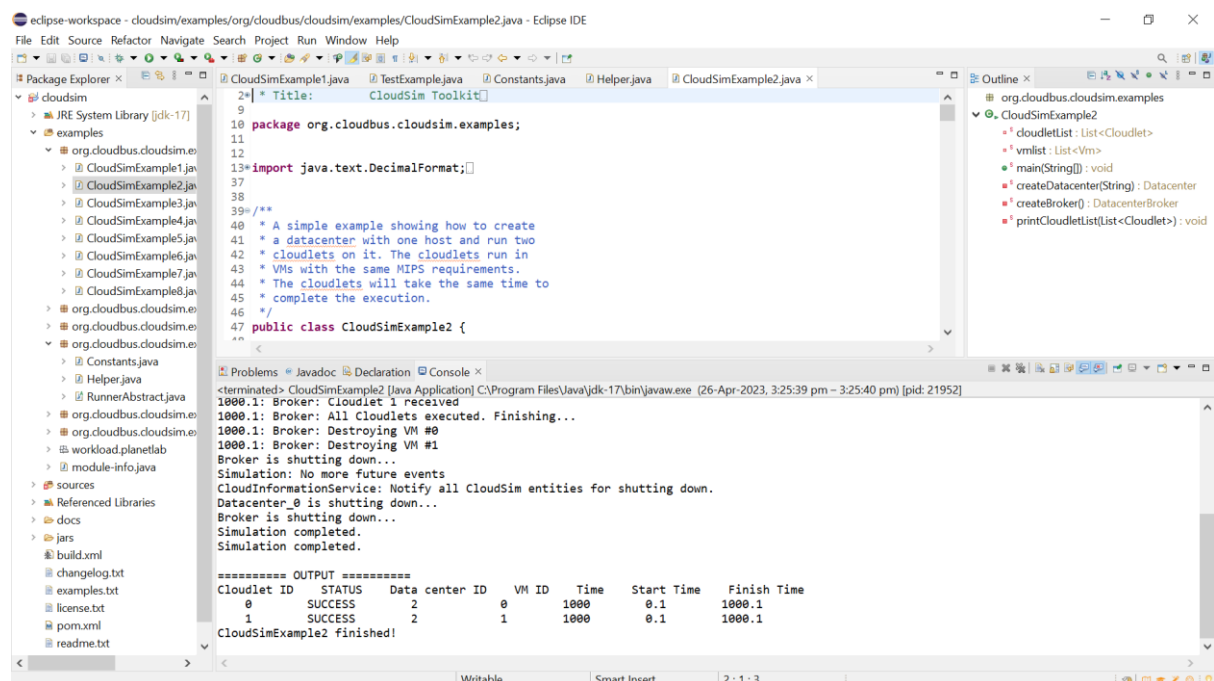 eclipse-workspace - cloudsim/examples/org/cloudbus/cloudsim/examples/CloudSimExample2.java - Eclipse IDE
File Edit Source Refactor Navigate Search Project Run Window Help
Package Explorer
cloudsim
JRE System Library [jdk-17]
examples
org.cloudbus.cloudsim.ex
CloudSimExample1.jav
CloudSimExample2.jav
CloudSimExample3.jav
CloudSimExample4.jav
CloudSimExample5.jav
CloudSimExample6.jav
CloudSimExample7.jav
CloudSimExample8.jav
org.cloudbus.cloudsim.ex
org.cloudbus.cloudsim.ex
org.cloudbus.cloudsim.ex
Constants.java
Helper.java
RunnerAbstract.java
org.cloudbus.cloudsim.ex
org.cloudbus.cloudsim.ex
workload.planetlab
module-info.java
sources
Referenced Libraries
docs
jars
build.xml
changelog.txt
examples.txt
license.txt
pom.xml
readme.txt
CloudSimExample1.java TestExample.java Constants.java Helper.java CloudSimExample2.java
2 * Title: CloudSim Toolkit
9
10 package org.cloudbus.cloudsim.examples;
11
12
13 import java.text.DecimalFormat;
37
38
39 /**
40 * A simple example showing how to create
41 * a datacenter with one host and run two
42 * cloudlets on it. The cloudlets run in
43 * VMs with the same MIPS requirements.
44 * The cloudlets will take the same time to
45 * complete the execution.
46 */
47 public class CloudSimExample2 {
Outline
org.cloudbus.cloudsim.examples
CloudSimExample2
cloudletList : List<Cloudlet>
vmlist : List<Vm>
main(String[]) : void
createDatacenter(String) : Datacenter
createBroker() : DatacenterBroker
printCloudletList(List<Cloudlet>) : void
Problems Javadoc Declaration Console
<terminated> CloudSimExample2 [Java Application] C:\Program Files\Java\jdk-17\bin\javaw.exe (26-Apr-2023, 3:25:39 pm – 3:25:40 pm) [pid: 21952]
1000.1: Broker: Cloudlet 1 received
1000.1: Broker: All Cloudlets executed. Finishing...
1000.1: Broker: Destroying VM #0
1000.1: Broker: Destroying VM #1
Broker is shutting down...
Simulation: No more future events
CloudInformationService: Notify all CloudSim entities for shutting down.
Datacenter_0 is shutting down...
Broker is shutting down...
Simulation completed.
Simulation completed.
========== OUTPUT ==========
Cloudlet ID STATUS Data center ID VM ID Time Start Time Finish Time
0 SUCCESS 2 0 1000 0.1 1000.1
1 SUCCESS 2 1 1000 0.1 1000.1
CloudSimExample2 finished!
Writable Smart Insert 2 : 1 : 3